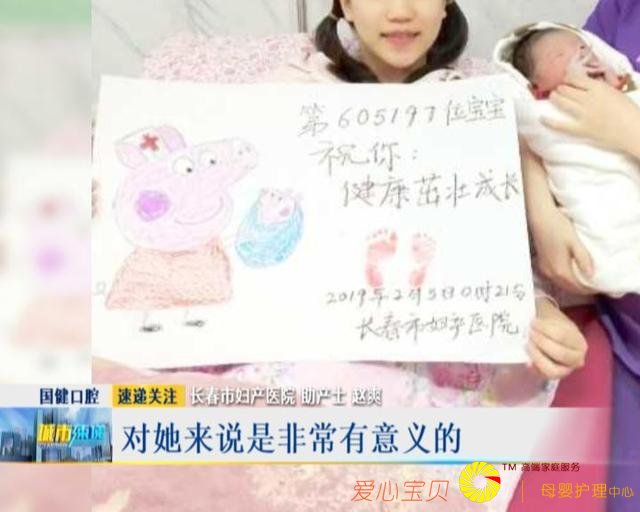 第605197位宝宝
祝你：
健康茁壮成长
2019年2月5日0时21分
长春市妇产医院
国健口腔
速递关注
长春市妇产医院 助产士 赵爽
城市速递
对她来说是非常有意义的
爱心宝贝
TM 高端家庭服务
母婴护理中心